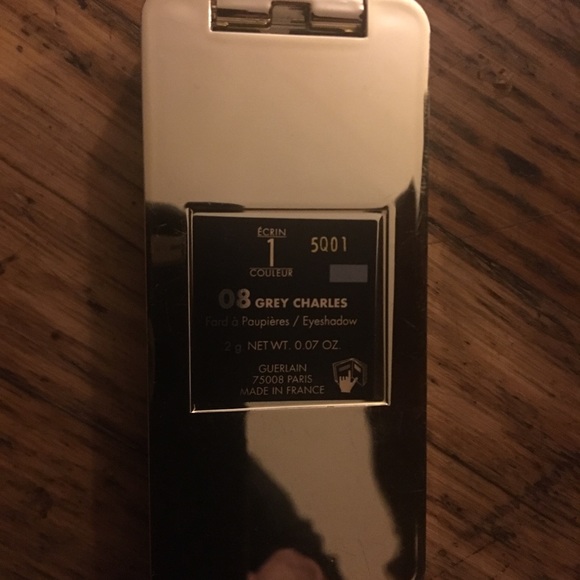 ÉCRIN
1 5Q01
COULEUR
08 GREY CHARLES
Fard à Paupières / Eyeshadow
2 g NET WT. 0.07 OZ.
GUERLAIN
75008 PARIS
MADE IN FRANCE